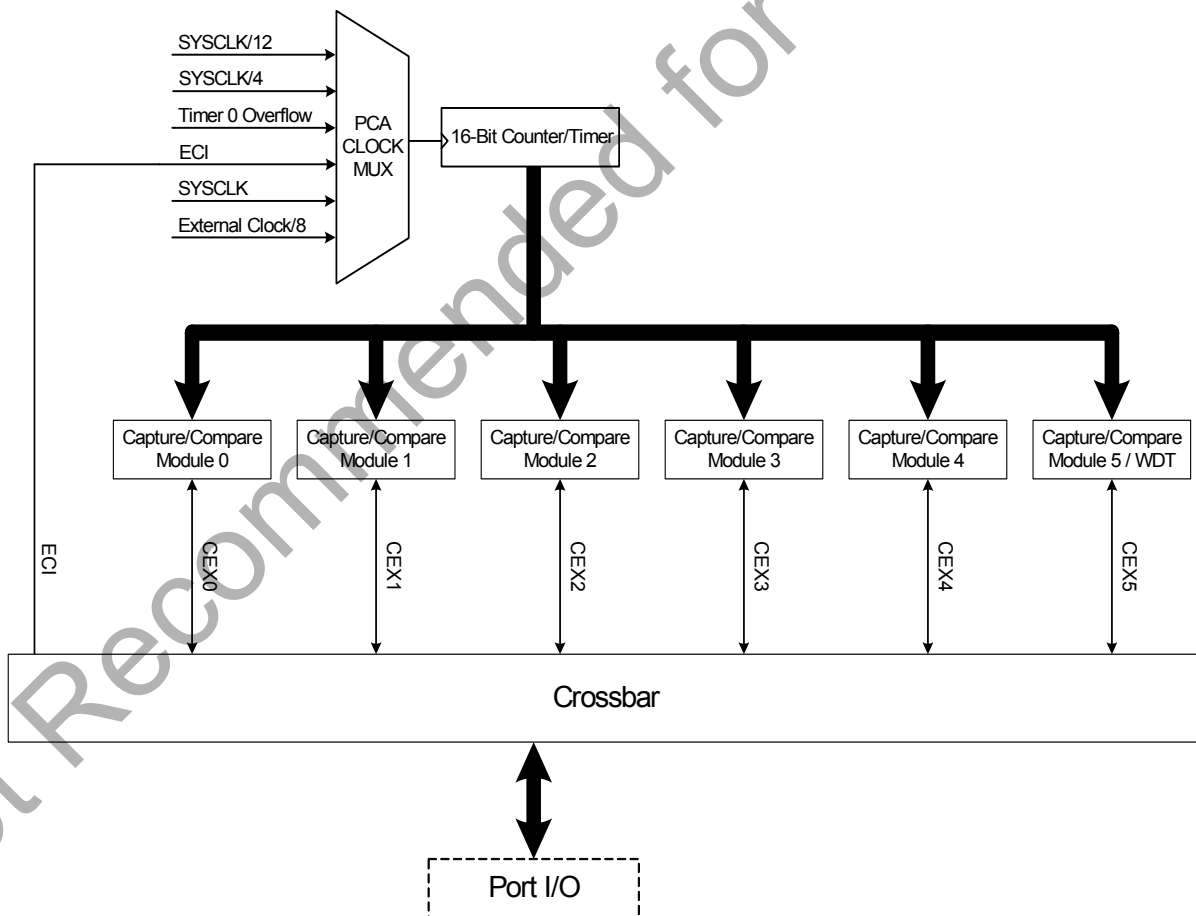 SYSCLK/12
SYSCLK/4
Timer 0 Overflow
ECI
SYSCLK
External Clock/8
PCA
CLOCK
MUX
16-Bit Counter/Timer
Capture/Compare
Module 0
Capture/Compare
Module 1
Capture/Compare
Module 2
Capture/Compare
Module 3
Capture/Compare
Module 4
Capture/Compare
Module 5 / WDT
ECI
CEX0
CEX1
CEX2
CEX3
CEX4
CEX5
Crossbar
Port I/O
Recommended for